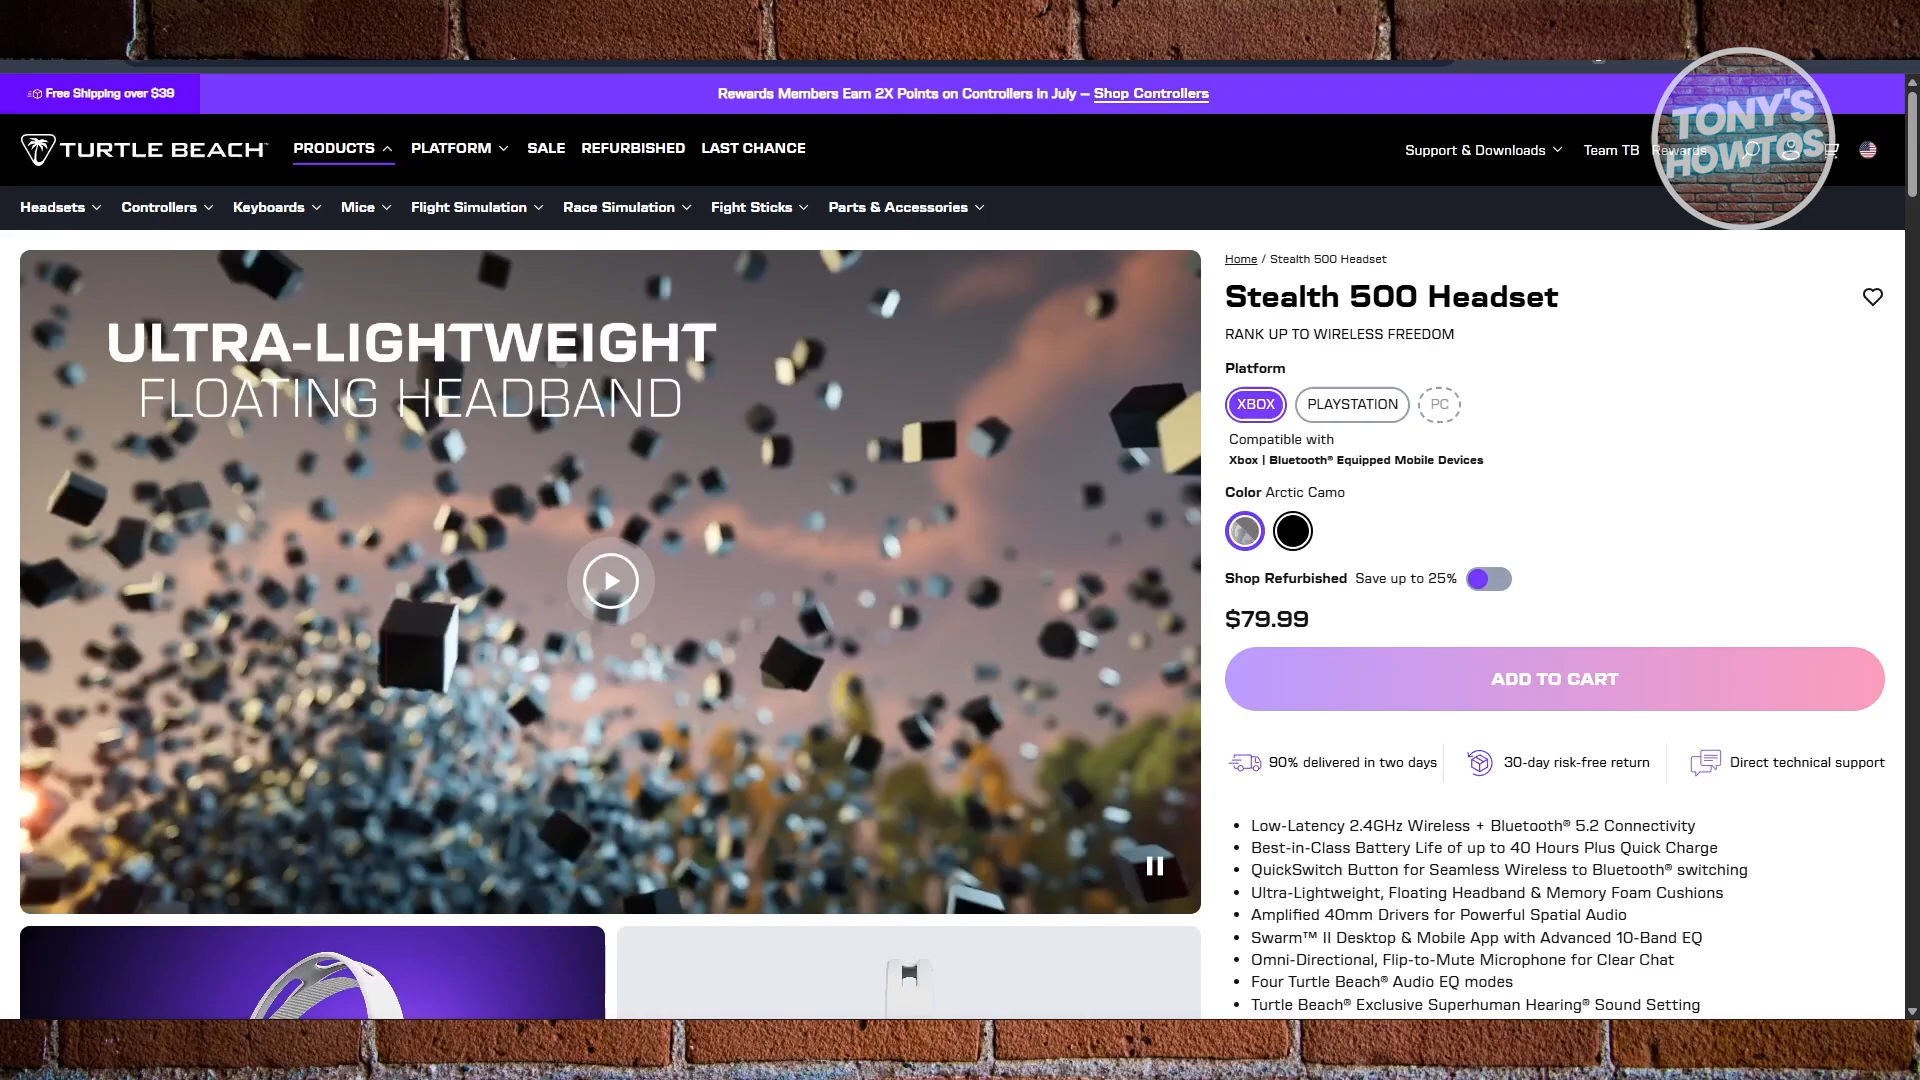 Free Shipping over $39
Rewards Members Earn 2X Points on Controllers in July – Shop Controllers
TURTLE BEACH
PRODUCTS
PLATFORM
SALE
REFURBISHED
LAST CHANCE
Support & Downloads
Team TB
Rewards
TONY'S
HOWTOS
Headsets
Controllers
Keyboards
Mice
Flight Simulation
Race Simulation
Fight Sticks
Parts & Accessories
ULTRA-LIGHTWEIGHT
FLOATING HEADBAND
Home / Stealth 500 Headset
Stealth 500 Headset
RANK UP TO WIRELESS FREEDOM
Platform
XBOX
PLAYSTATION
PC
Compatible with
Xbox | Bluetooth® Equipped Mobile Devices
Color Arctic Camo
Shop Refurbished Save up to 25%
$79.99
ADD TO CART
90% delivered in two days
30-day risk-free return
Direct technical support
• Low-Latency 2.4GHz Wireless + Bluetooth® 5.2 Connectivity
• Best-in-Class Battery Life of up to 40 Hours Plus Quick Charge
• QuickSwitch Button for Seamless Wireless to Bluetooth® switching
• Ultra-Lightweight, Floating Headband & Memory Foam Cushions
• Amplified 40mm Drivers for Powerful Spatial Audio
• Swarm™ II Desktop & Mobile App with Advanced 10-Band EQ
• Omni-Directional, Flip-to-Mute Microphone for Clear Chat
• Four Turtle Beach® Audio EQ modes
• Turtle Beach® Exclusive Superhuman Hearing® Sound Setting